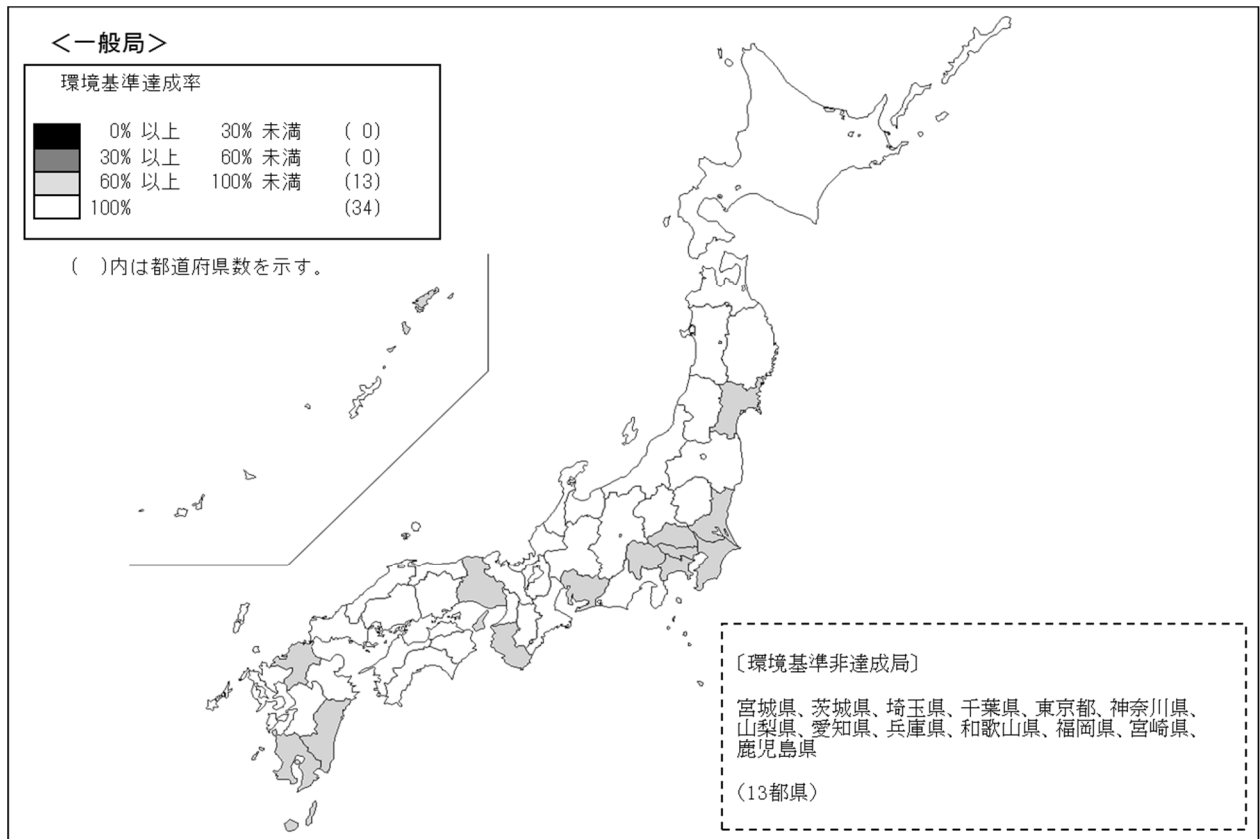 ＜一般局＞
環境基準達成率
0% 以上 30% 未満 ( 0)
30% 以上 60% 未満 ( 0)
60% 以上 100% 未満 (13)
100% (34)
( )内は都道府県数を示す。
〔環境基準非達成局〕
宮城県、茨城県、埼玉県、千葉県、東京都、神奈川県、
山梨県、愛知県、兵庫県、和歌山県、福岡県、宮崎県、
鹿児島県
(13都県)